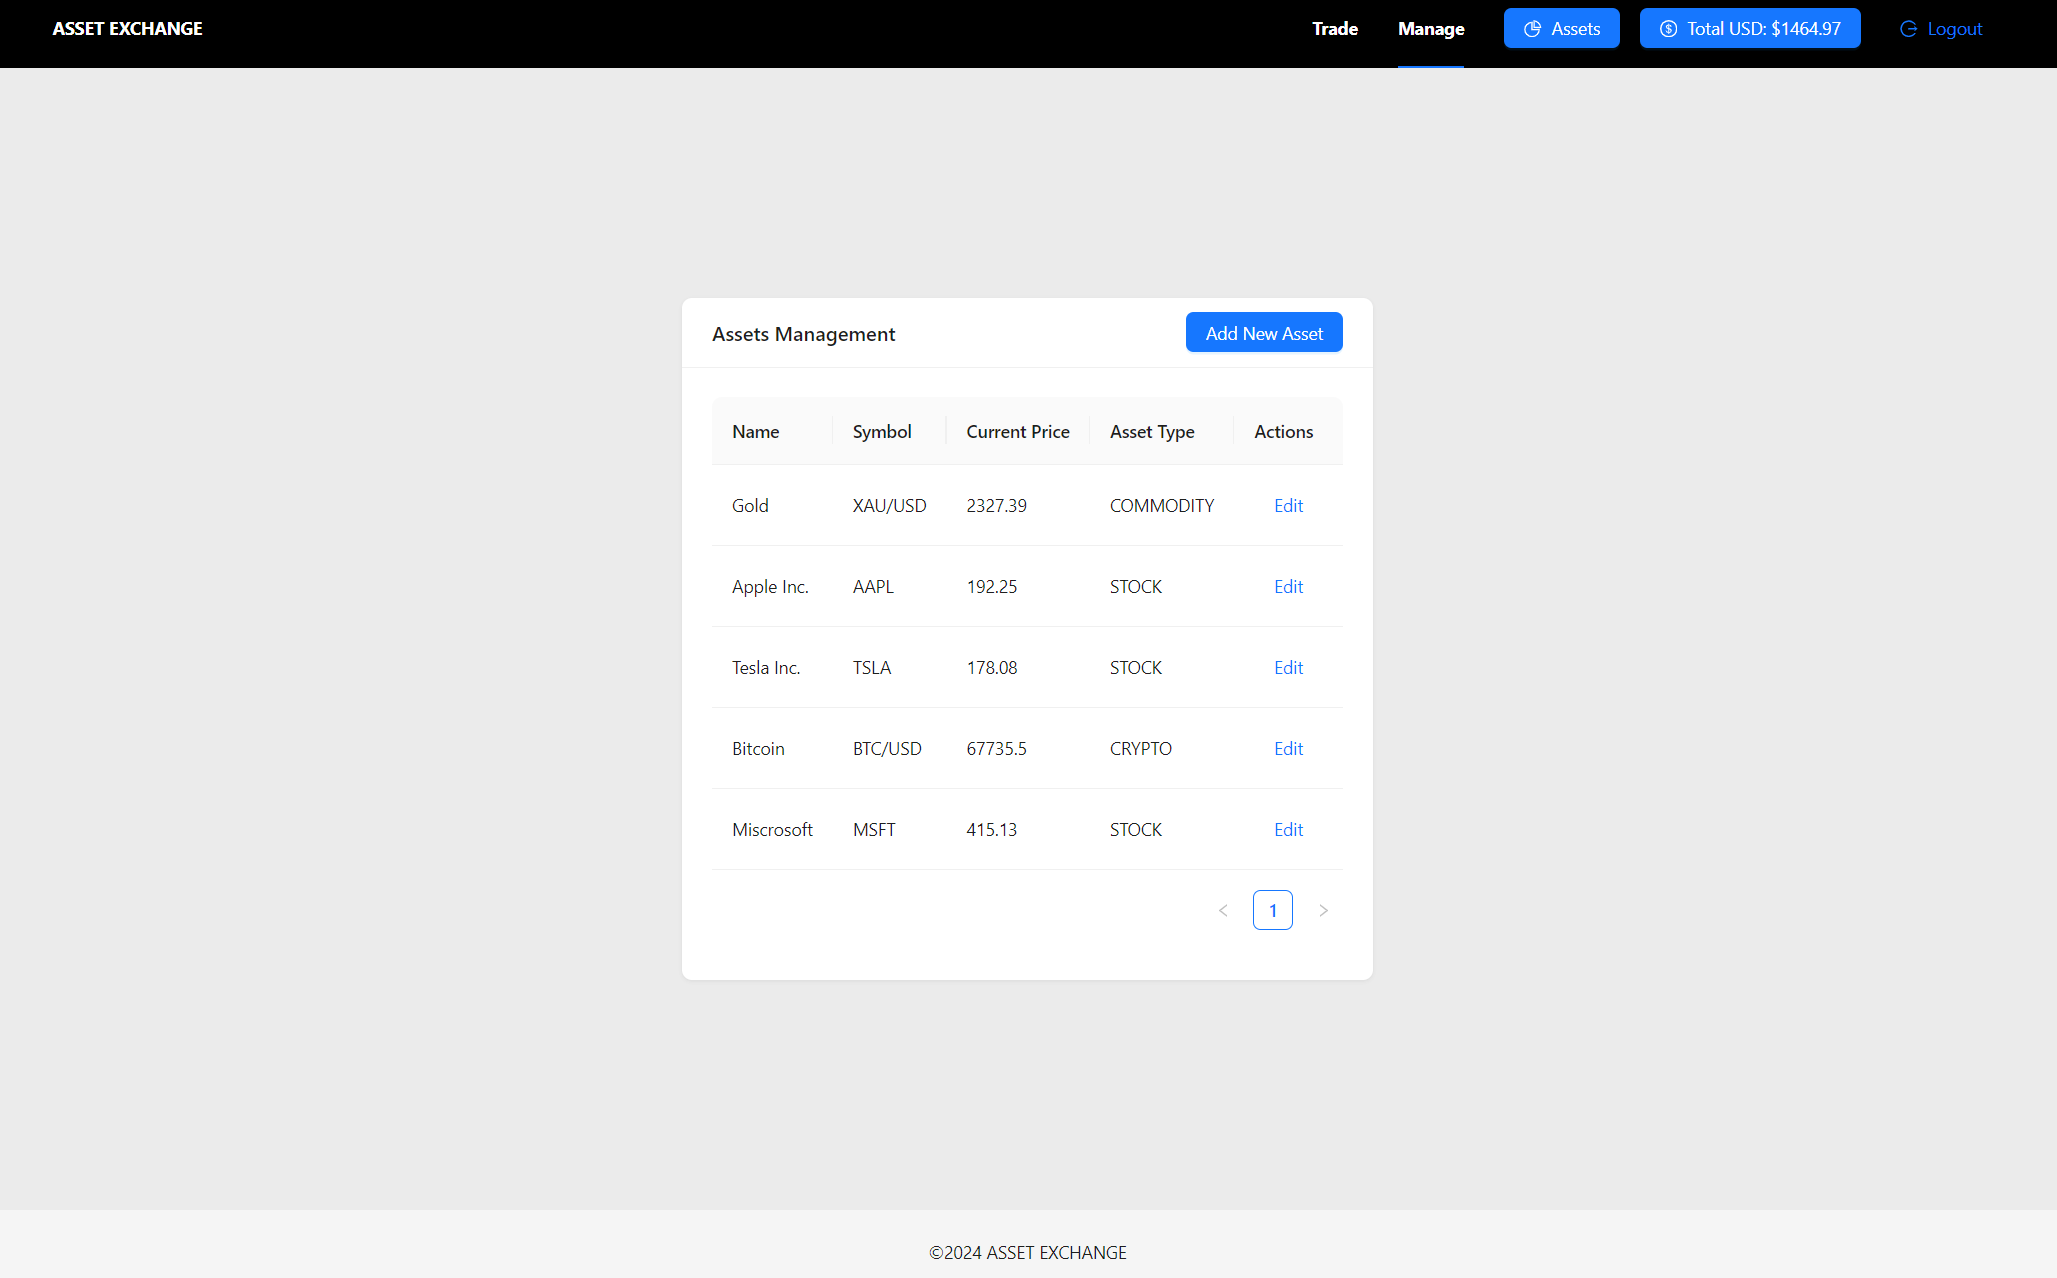 ASSET EXCHANGE Trade Manage Assets Total USD: $1464.97 Logout
Assets Management Add New Asset
Name Symbol Current Price Asset Type Actions
Gold XAU/USD 2327.39 COMMODITY Edit
Apple Inc. AAPL 192.25 STOCK Edit
Tesla Inc. TSLA 178.08 STOCK Edit
Bitcoin BTC/USD 67735.5 CRYPTO Edit
Miscrosoft MSFT 415.13 STOCK Edit
< 1 >
©2024 ASSET EXCHANGE